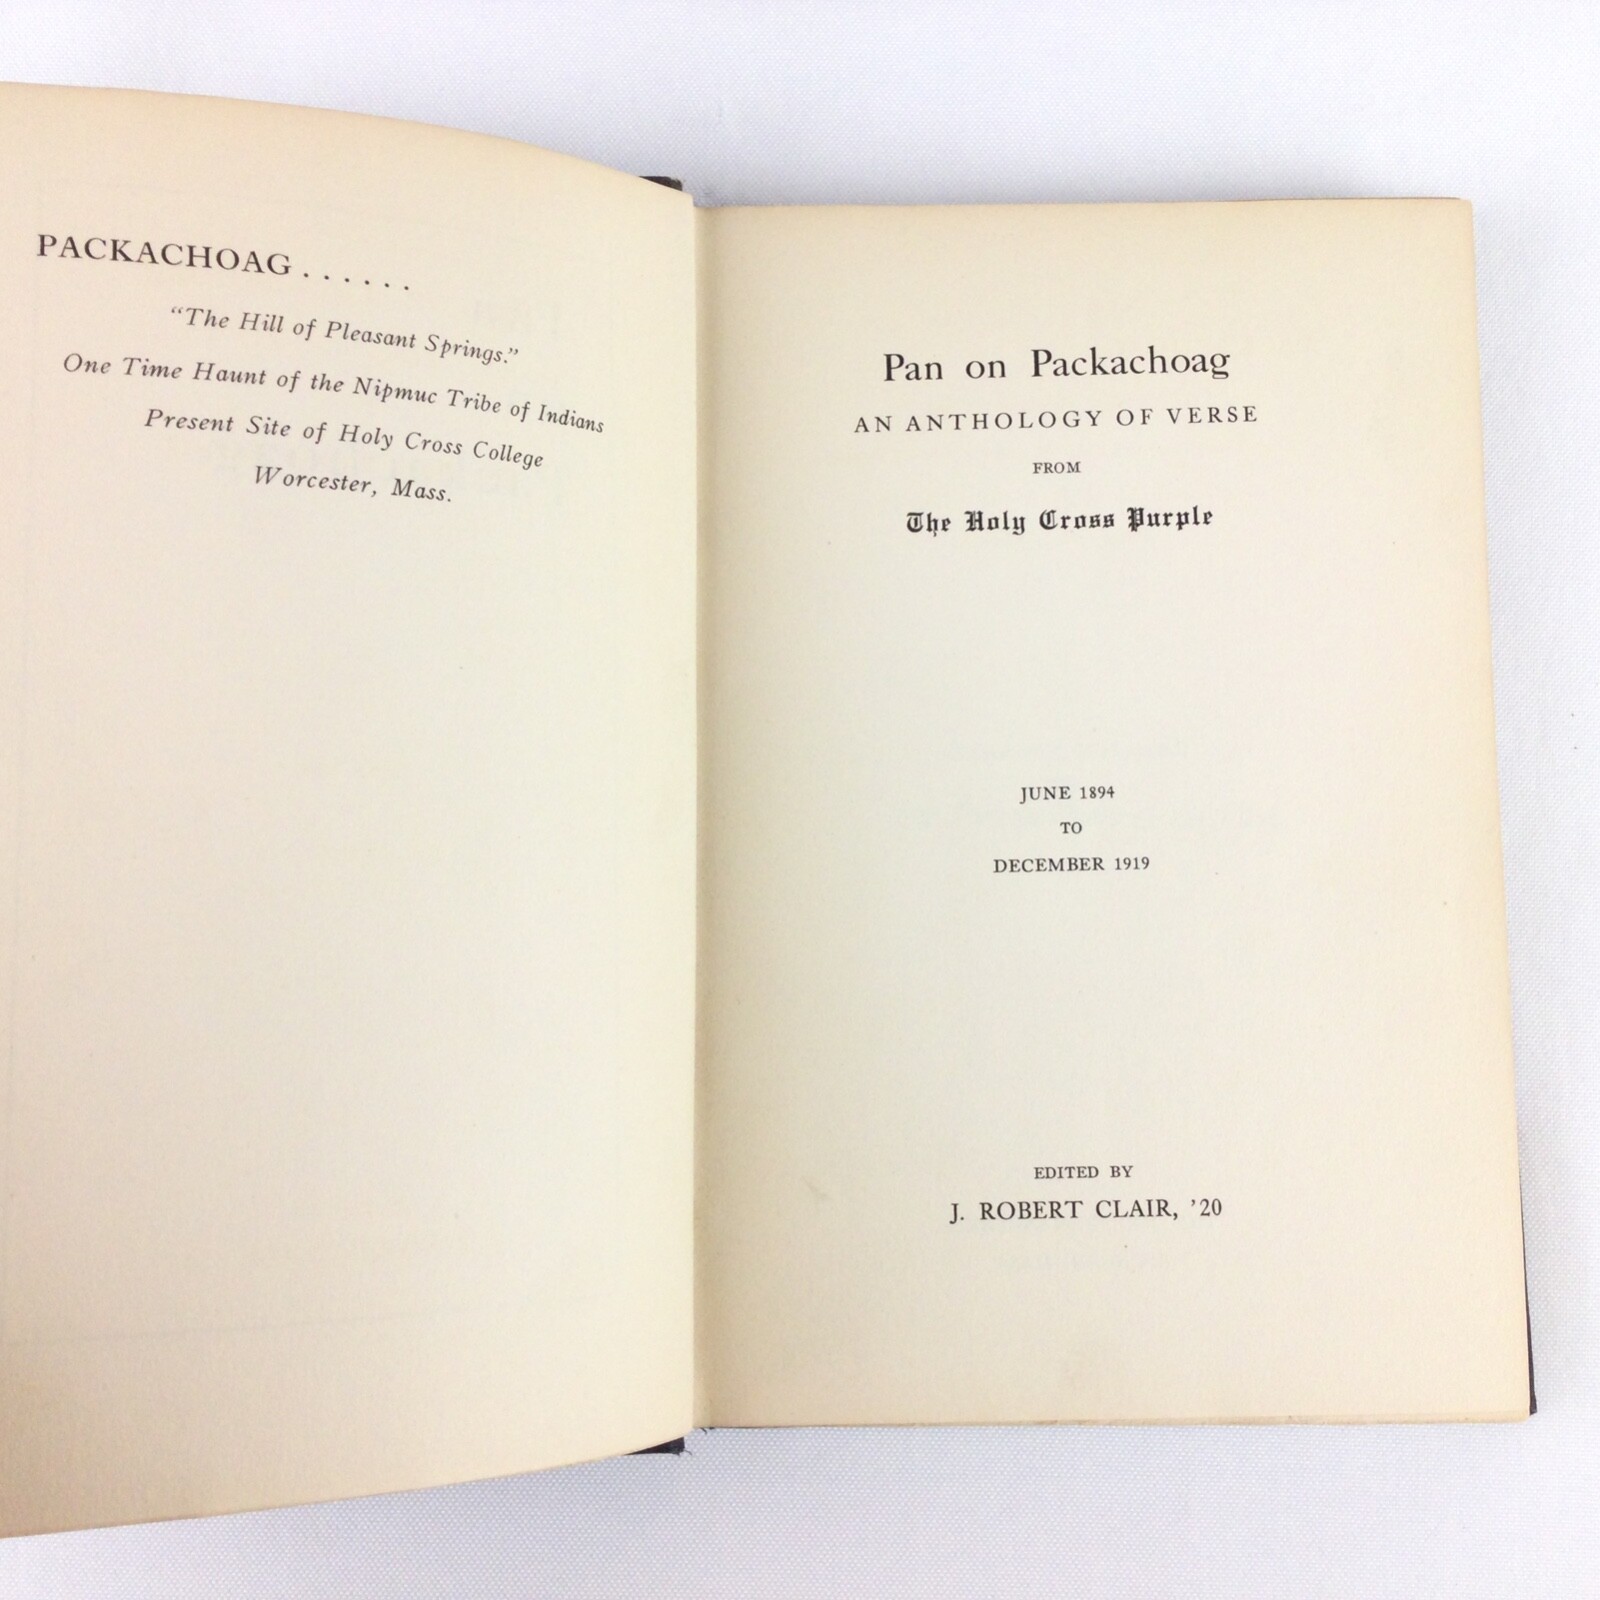 PACKACHOAG . . . . . .
“The Hill of Pleasant Springs.”
One Time Haunt of the Nipmuc Tribe of Indians
Present Site of Holy Cross College
Worcester, Mass.
Pan on Packachoag
AN ANTHOLOGY OF VERSE
FROM
The Holy Cross Purple
JUNE 1894
TO
DECEMBER 1919
EDITED BY
J. ROBERT CLAIR, ’20